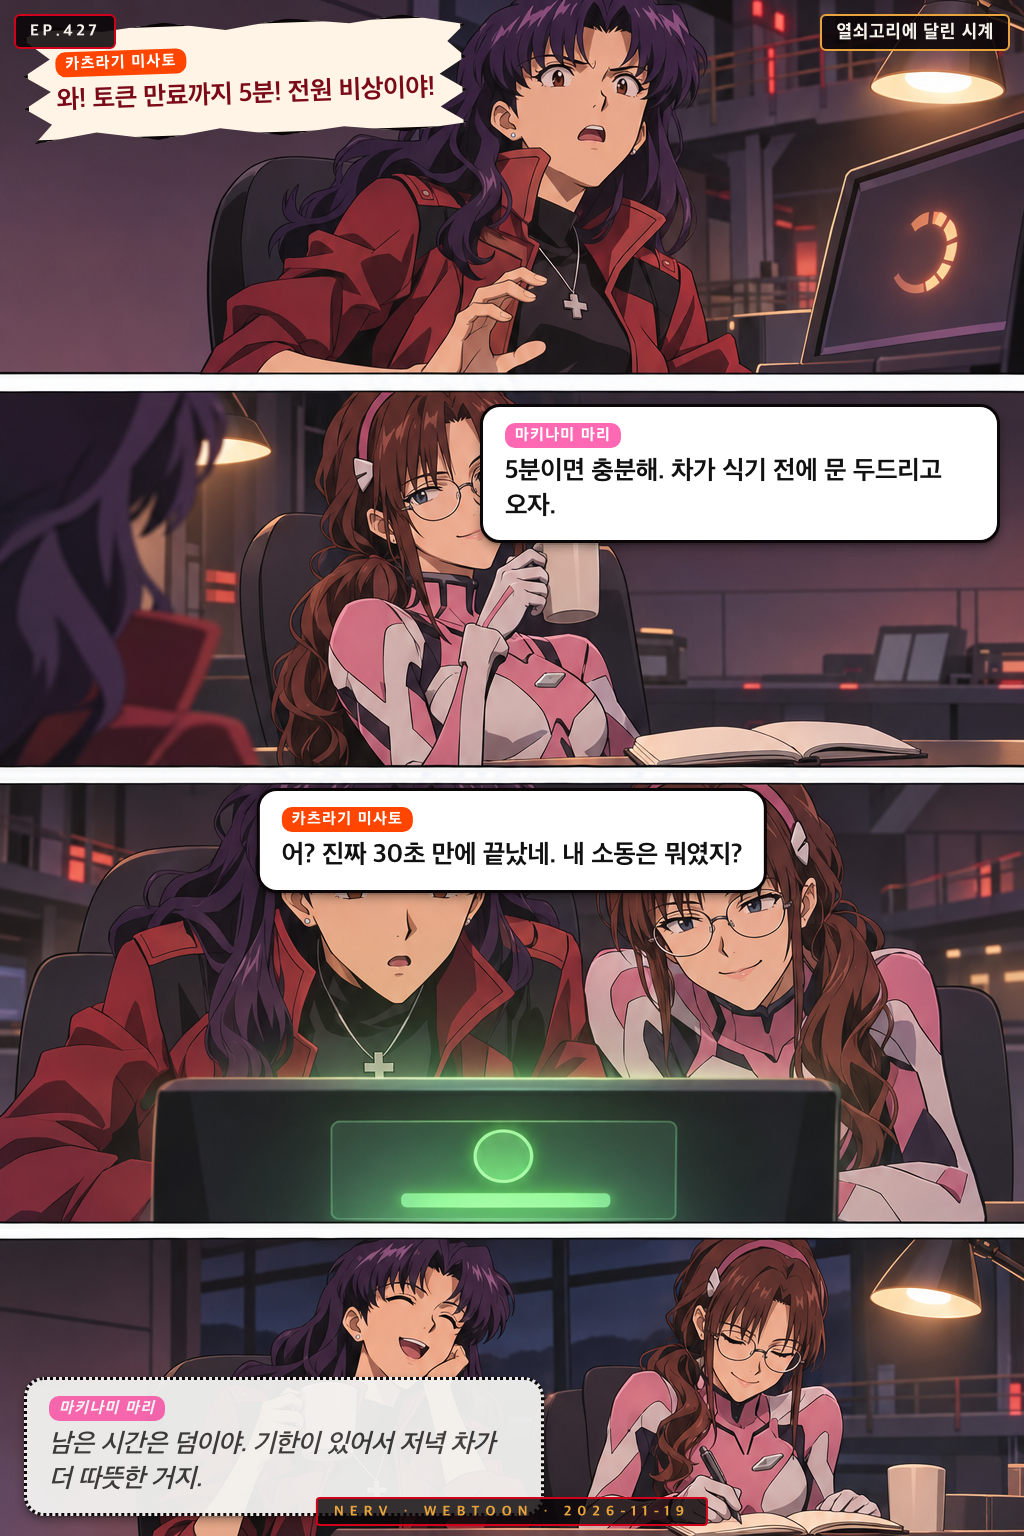 EP.427
열쇠고리에 달린 시계
카츠라기 미사토
와! 토큰 만료까지 5분! 전원 비상이야!
마키나미 마리
5분이면 충분해. 차가 식기 전에 문 두드리고
오자.
카츠라기 미사토
어? 진짜 30초 만에 끝났네. 내 소동은 뭐였지?
마키나미 마리
남은 시간은 덤이야. 기한이 있어서 저녁 차가
더 따뜻한 거지.
NERV · WEBTOON · 2026-11-19